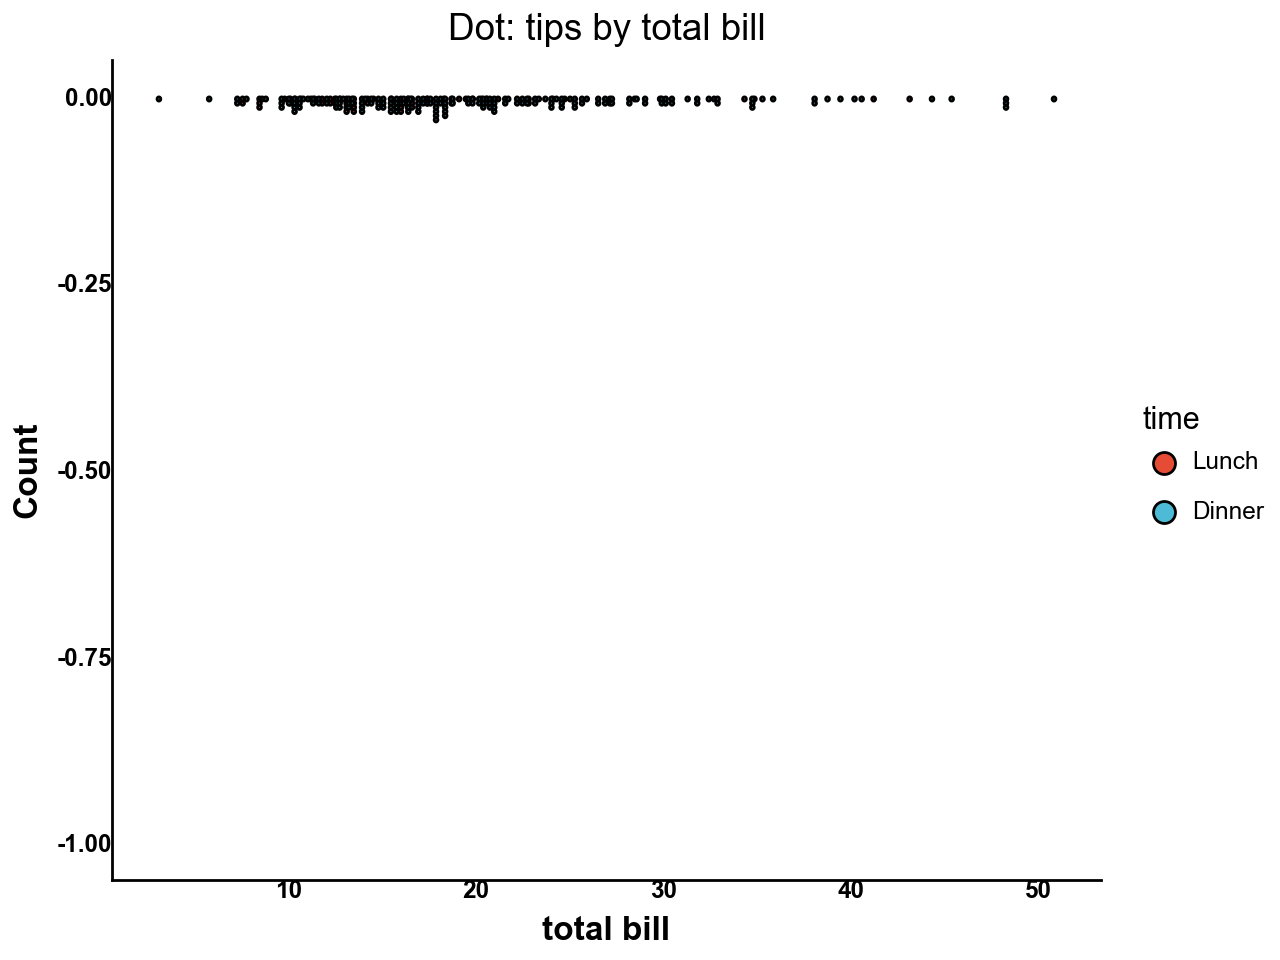 Dot: tips by total bill
0.00
-0.25
-0.50
-0.75
-1.00
Count
10 20 30 40 50
total bill
time
Lunch
Dinner